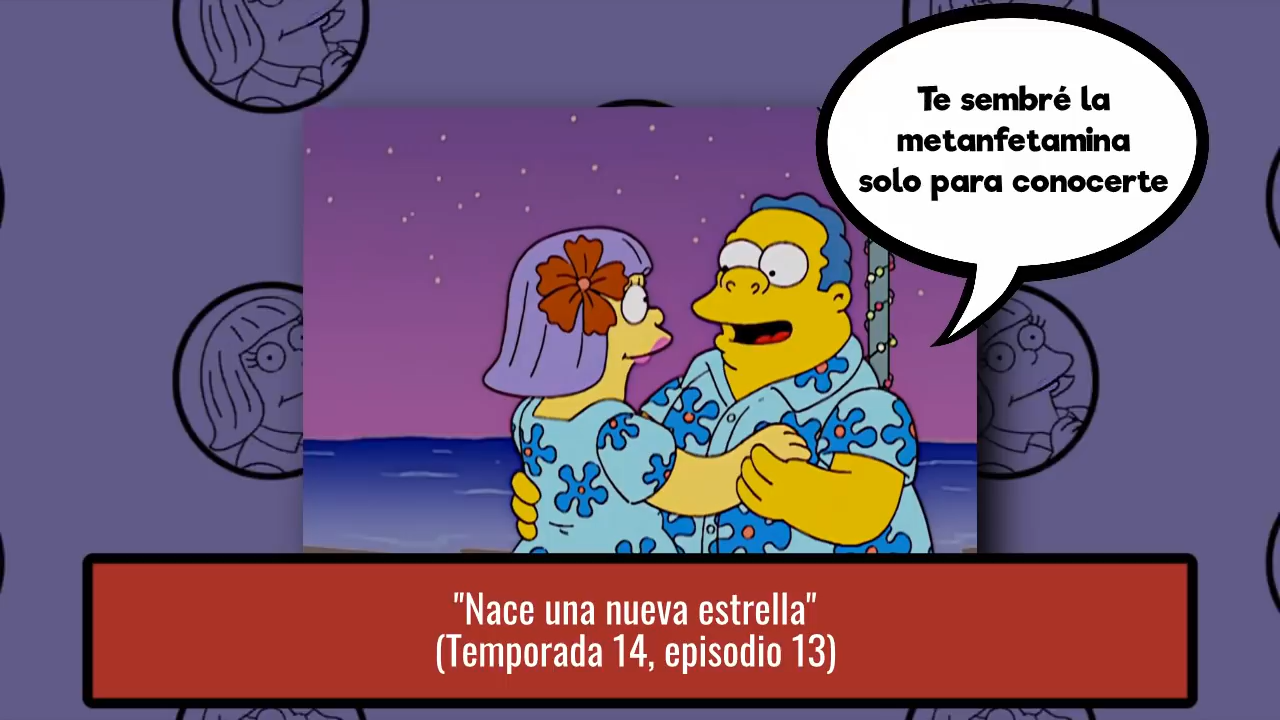 Te sembré la
metanfetamina
solo para conocerte
"Nace una nueva estrella"
(Temporada 14, episodio 13)